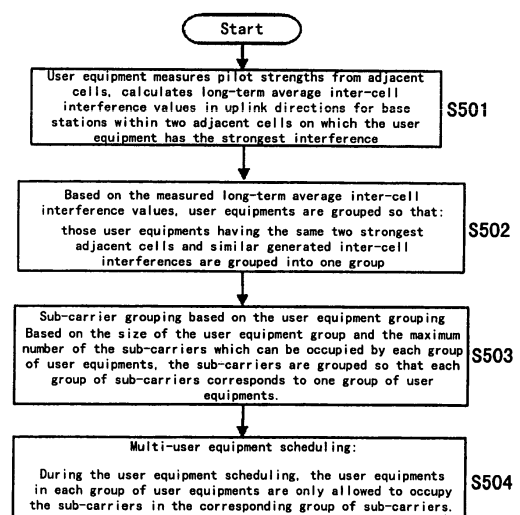 Start
User equipment measures pilot strengths from adjacent
cells, calculates long-term average inter-cell
interference values in uplink directions for base
stations within two adjacent cells on which the user
equipment has the strongest interference
S501
Based on the measured long-term average inter-cell
interference values, user equipments are grouped so that:
those user equipments having the same two strongest
adjacent cells and similar generated inter-cell
interferences are grouped into one group
S502
Sub-carrier grouping based on the user equipment grouping
Based on the size of the user equipment group and the maximum
number of the sub-carriers which can be occupied by each group
of user equipments, the sub-carriers are grouped so that each
group of sub-carriers corresponds to one group of user
equipments.
S503
Multi-user equipment scheduling:
During the user equipment scheduling, the user equipments
in each group of user equipments are only allowed to occupy
the sub-carriers in the corresponding group of sub-carriers.
S504